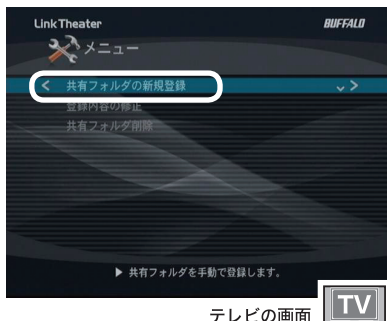 LinkTheater BUFFALO
メニュー
共有フォルダの新規登録
登録内容の修正
共有フォルダ削除
▶ 共有フォルダを手動で登録します。
テレビの画面 TV